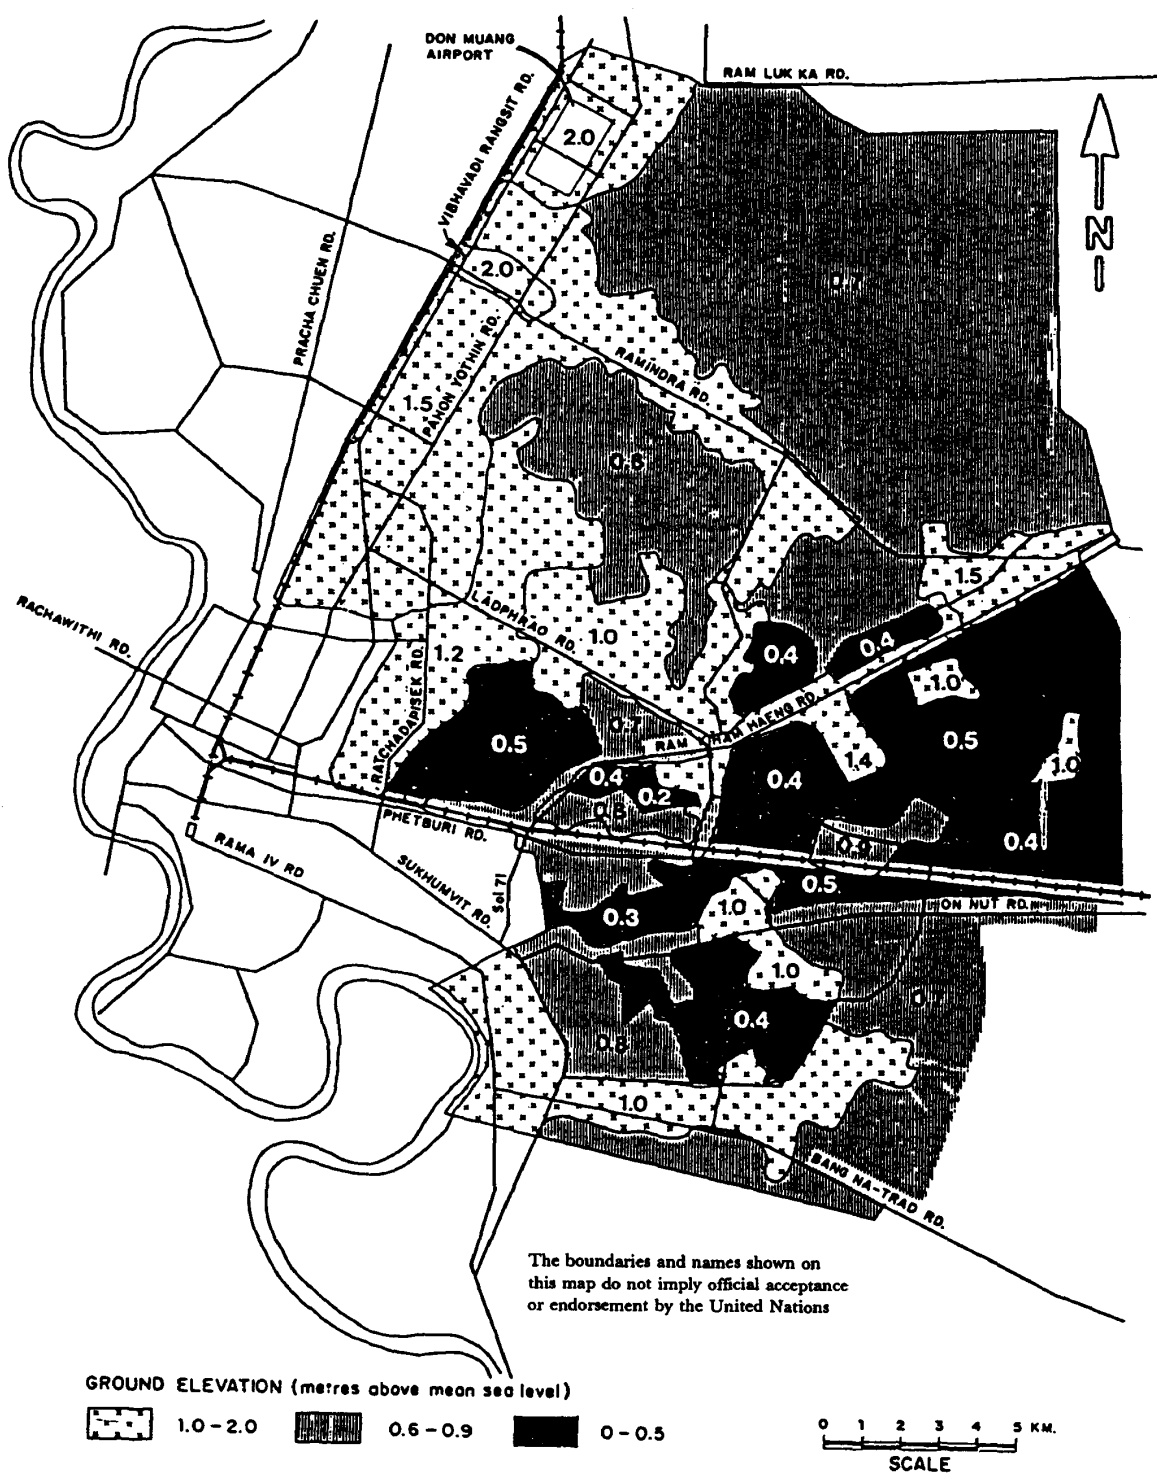 DON MUANG
AIRPORT
RAM LUK KA RD.
VIBHAVADI RANGSIT RD.
2.0
N
PRACHA CHUEN RD.
2.0
0.7
RAMINDRA RD.
PAHON YOTHIN RD.
1.5
0.8
1.5
RACHAWITHI RD.
LADPHRAO RD.
1.0
0.4
0.4
1.2
RATCHADAPISEK RD.
1.0
0.7
RAM KHAM HAENG RD.
0.5
0.5
1.4
1.0
0.4
0.2
0.4
0.8
PHETBURI RD.
0.4
0.9
RAMA IV RD
SUKHUMVIT RD.
Soi 71
0.5
ON NUT RD.
0.3
1.0
1.0
0.4
0.8
1.0
BANG NA-TRAD RD.
The boundaries and names shown on
this map do not imply official acceptance
or endorsement by the United Nations
GROUND ELEVATION (metres above mean sea level)
1.0 - 2.0
0.6 - 0.9
0 - 0.5
0 1 2 3 4 5 KM.
SCALE